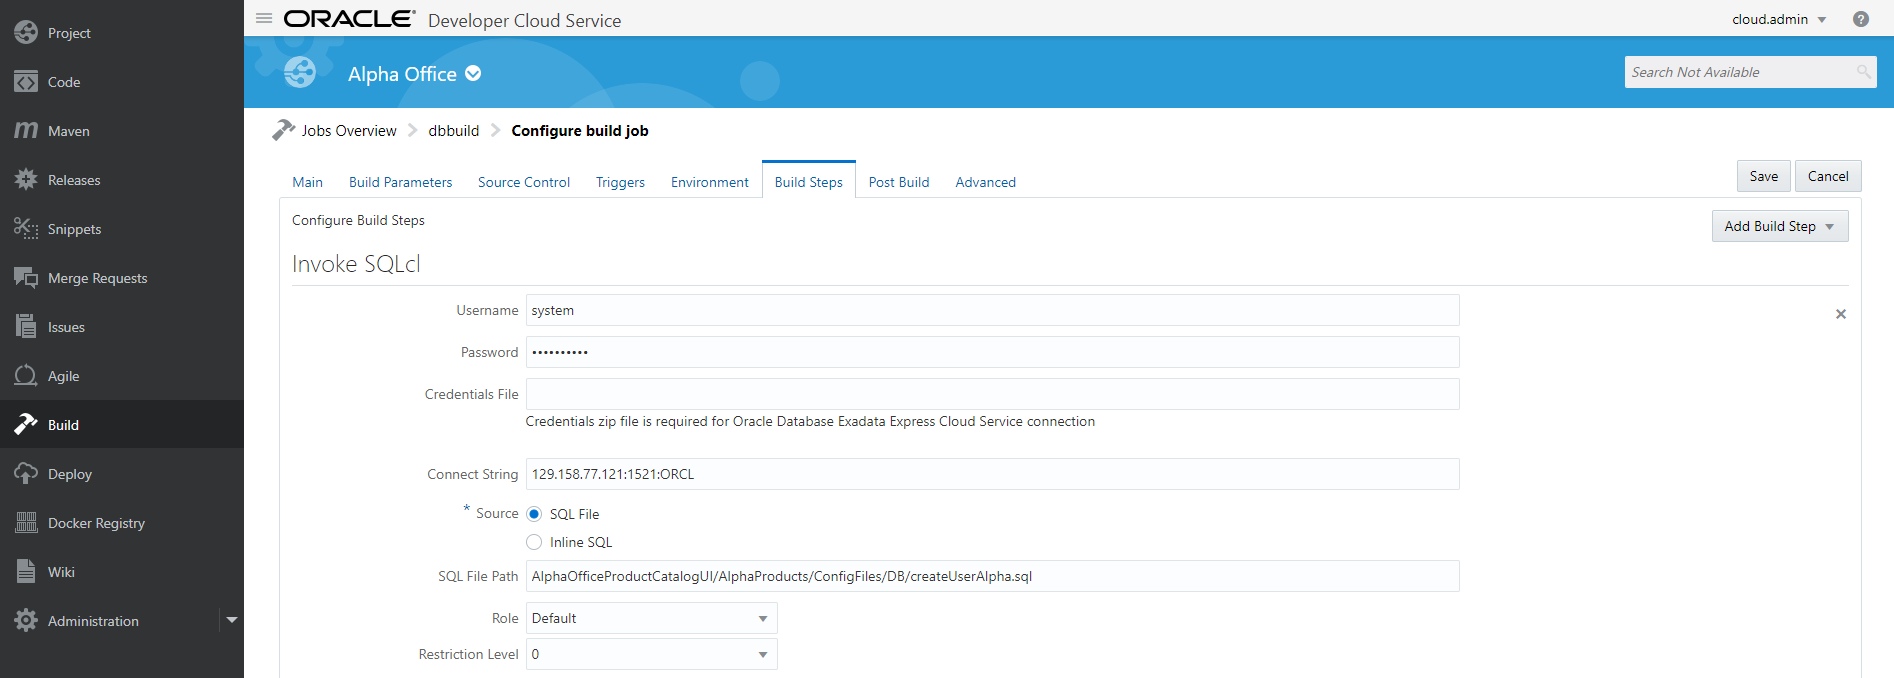 Project
Code
Maven
Releases
Snippets
Merge Requests
Issues
Agile
Build
Deploy
Docker Registry
Wiki
Administration
ORACLE® Developer Cloud Service
cloud.admin
?
Alpha Office
Search Not Available
Jobs Overview > dbbuild > Configure build job
Main Build Parameters Source Control Triggers Environment Build Steps Post Build Advanced
Save Cancel
Configure Build Steps
Add Build Step
Invoke SQLcl
Username system
Password ••••••••••
Credentials File
Credentials zip file is required for Oracle Database Exadata Express Cloud Service connection
Connect String 129.158.77.121:1521:ORCL
* Source SQL File
Inline SQL
SQL File Path AlphaOfficeProductCatalogUI/AlphaProducts/ConfigFiles/DB/createUserAlpha.sql
Role Default
Restriction Level 0